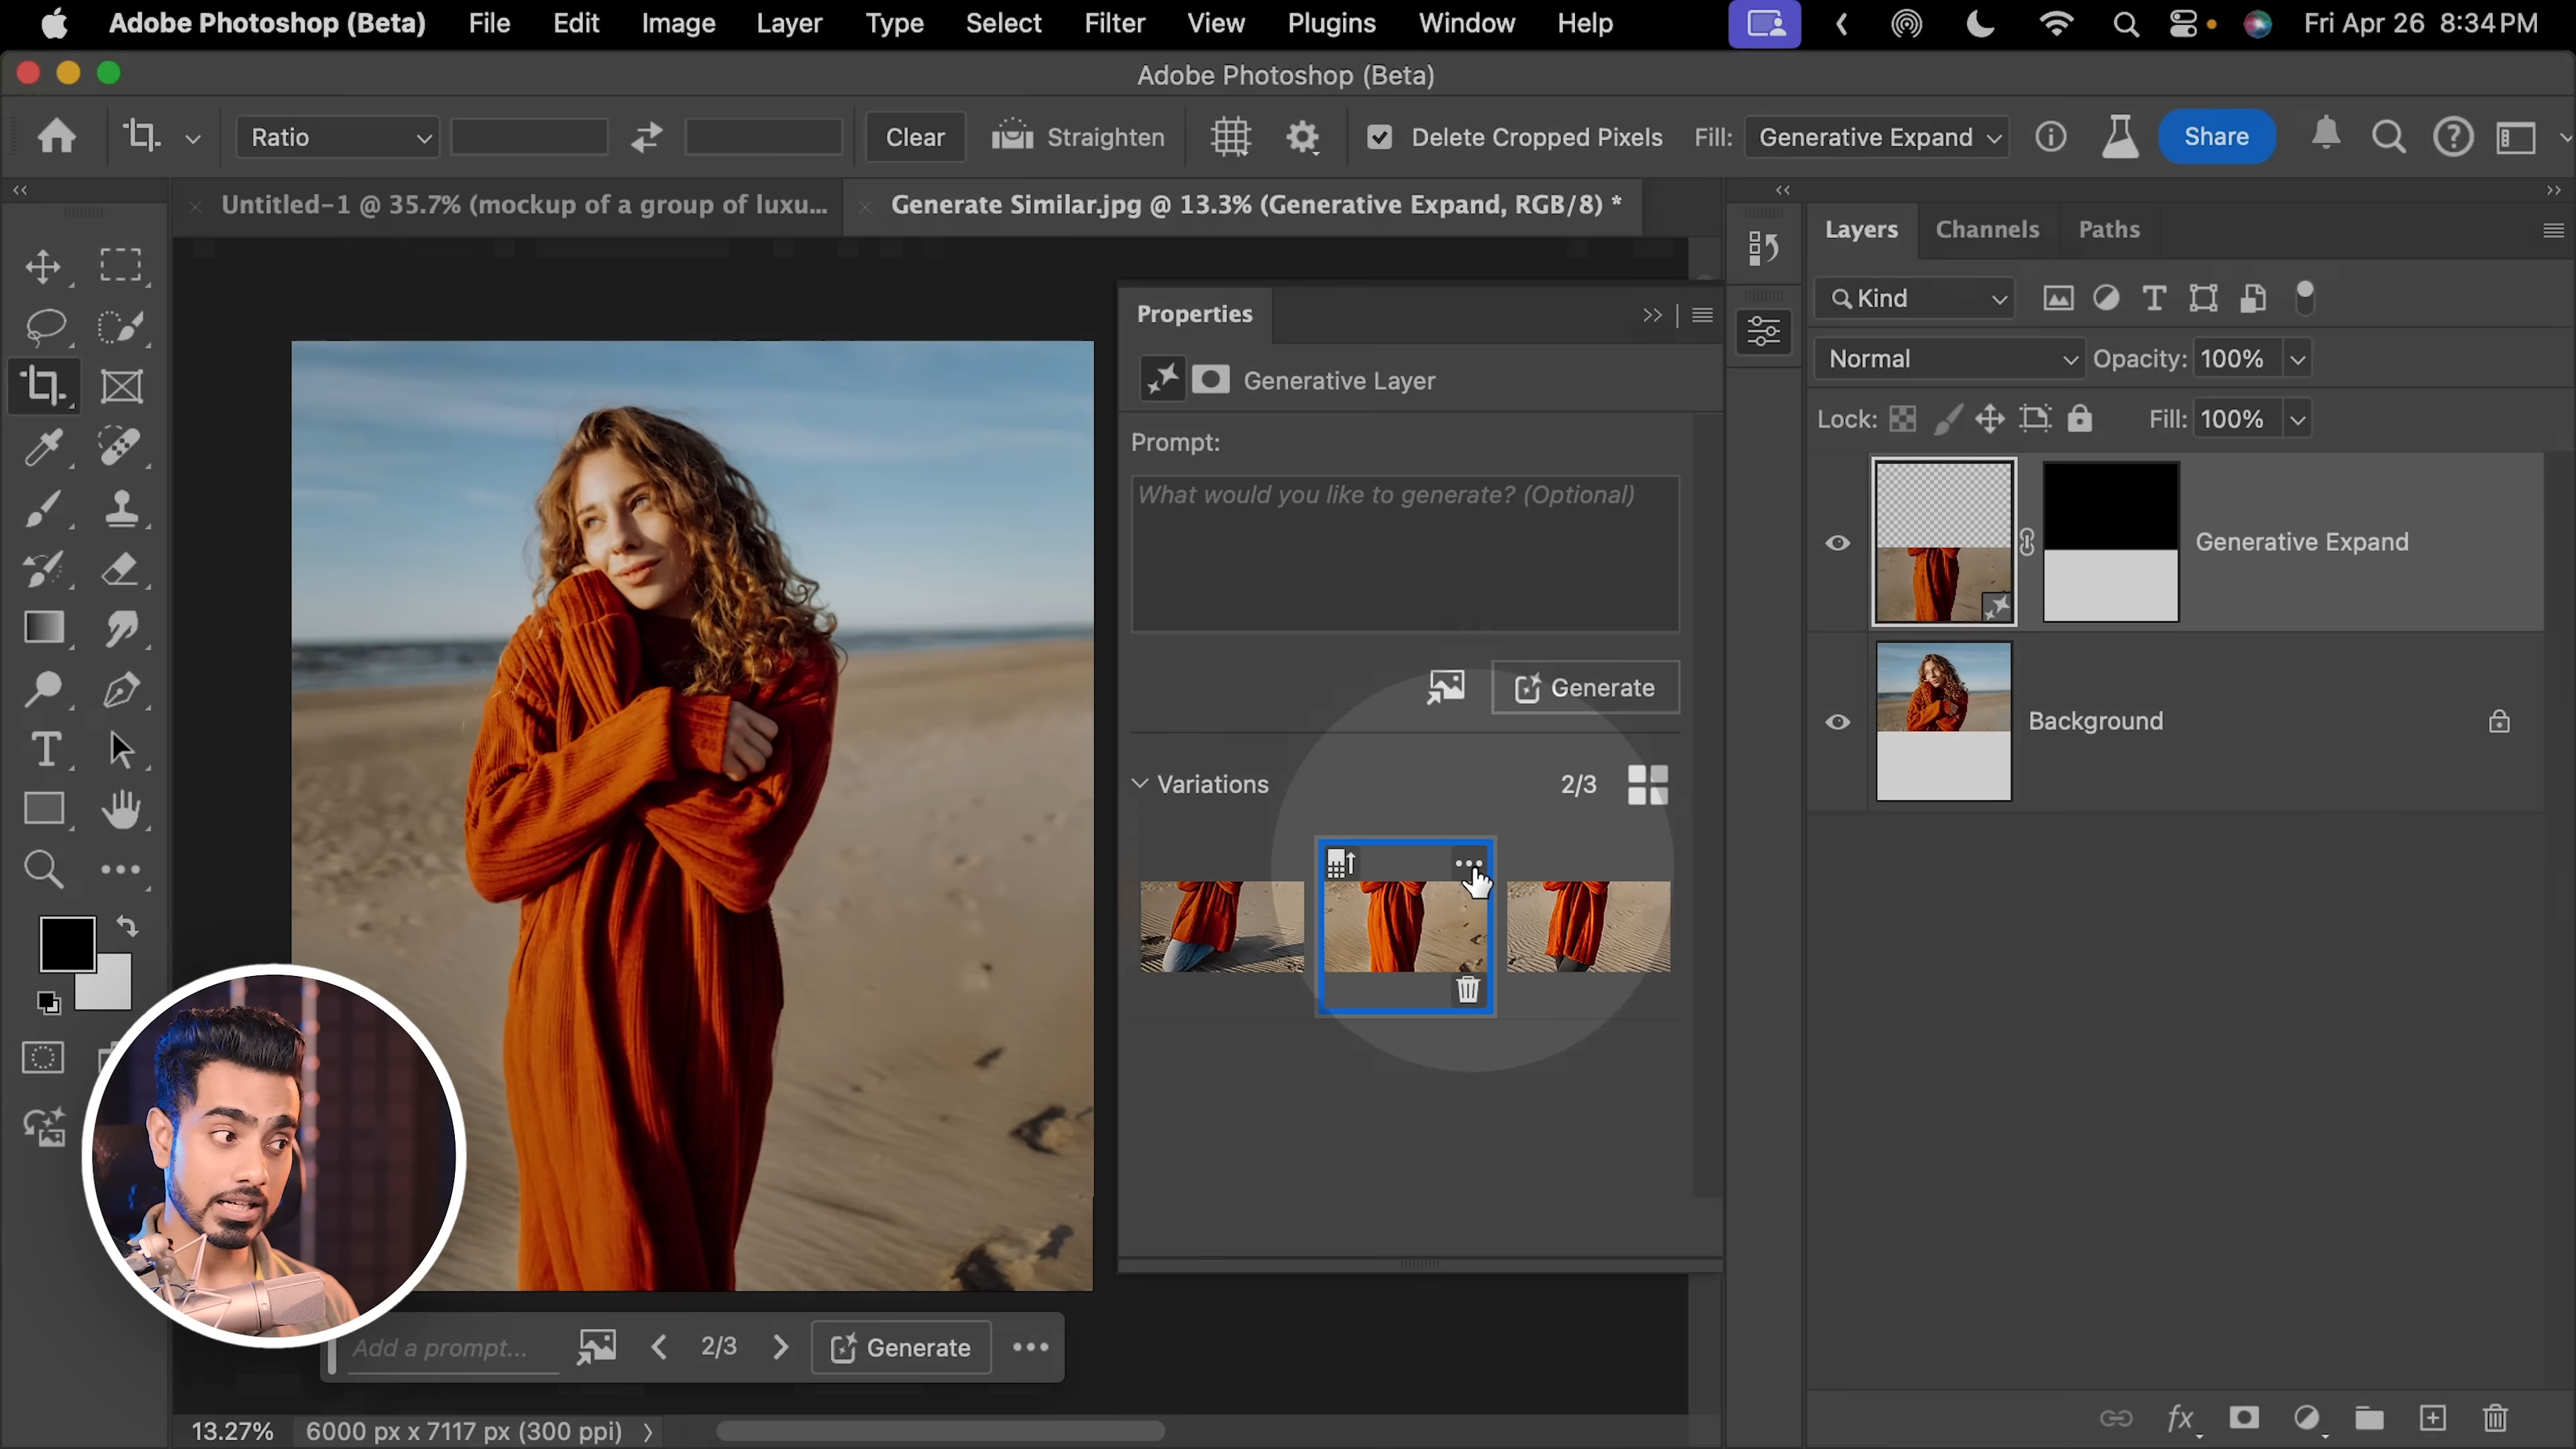 Adobe Photoshop (Beta) File Edit Image Layer Type Select Filter View Plugins Window Help Fri Apr 26 8:34 PM
Adobe Photoshop (Beta)
Ratio Clear Straighten Delete Cropped Pixels Fill: Generative Expand Share
Untitled-1 @ 35.7% (mockup of a group of luxu... Generate Similar.jpg @ 13.3% (Generative Expand, RGB/8) *
Layers Channels Paths
Properties
Kind
Generative Layer
Normal Opacity: 100%
Lock: Fill: 100%
Prompt:
What would you like to generate? (Optional)
Generative Expand
Generate
Background
Variations 2/3
Add a prompt... 2/3 Generate
13.27% 6000 px x 7117 px (300 ppi)
fx